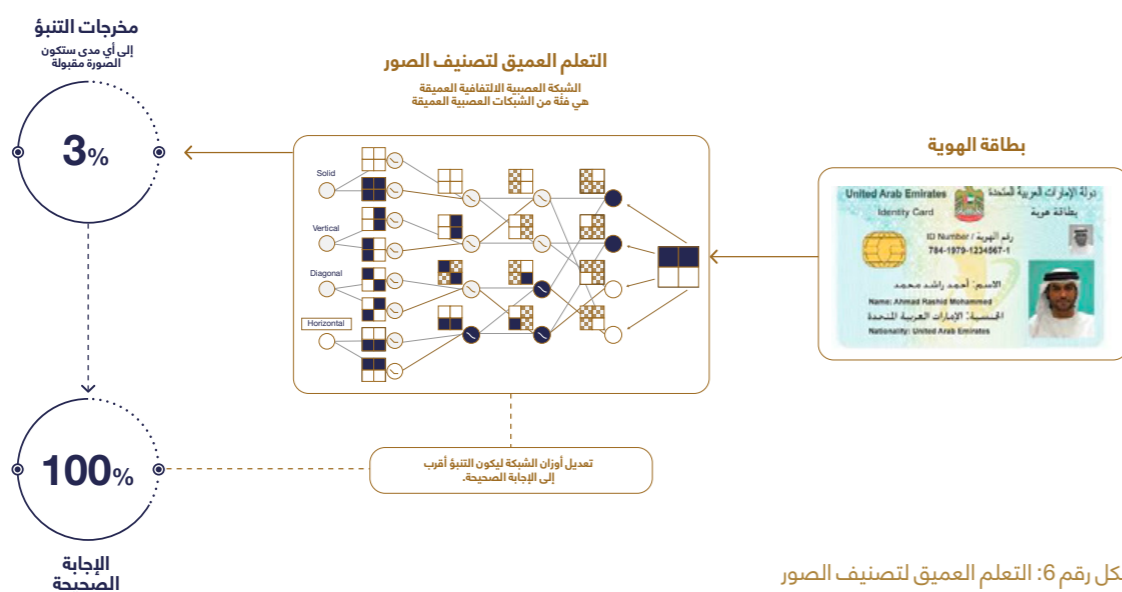 مخرجات التنبؤ
إلى أي مدى ستكون
الصورة مقبولة
3%
التعلم العميق لتصنيف الصور
الشبكة العصبية الالتفافية العميقة
هي فئة من الشبكات العصبية العميقة
Solid
Vertical
Diagonal
Horizontal
بطاقة الهوية
دولة الإمارات العربية المتحدة
United Arab Emirates
بطاقة هوية
Identity Card
رقم الهوية / ID Number
784-1979-1234567-1
الاسم: أحمد راشد محمد
Name: Ahmad Rashid Mohammed
الجنسية: الإمارات العربية المتحدة
Nationality: United Arab Emirates
تعديل أوزان الشبكة ليكون التنبؤ أقرب
إلى الإجابة الصحيحة.
100%
الإجابة
الصحيحة
كل رقم 6: التعلم العميق لتصنيف الصور